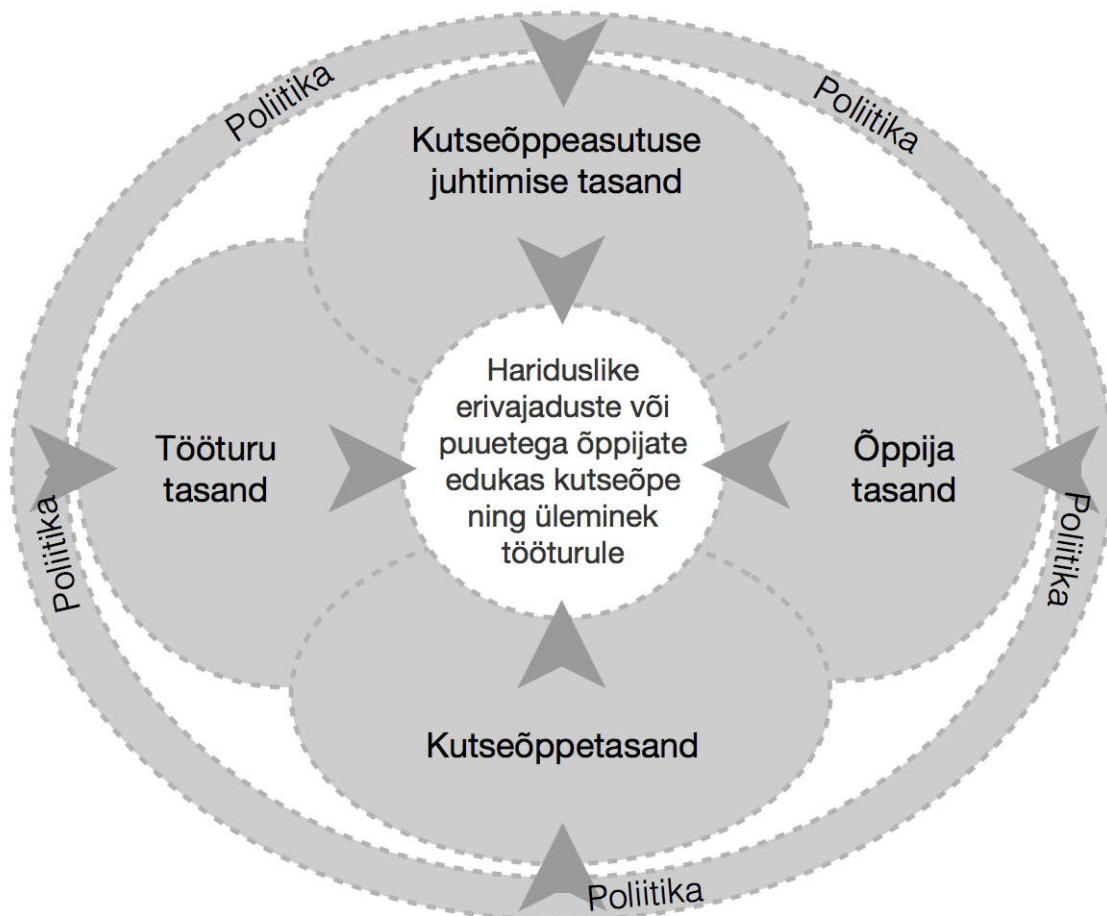 Poliitika
Poliitika
Kutseõppeasutuse
juhtimise tasand
Hariduslike
erivajaduste või
puuetega õppijate
edukas kutseõpe
ning üleminek
tööturule
Tööturu
tasand
Õppija
tasand
Poliitika
Poliitika
Kutseõppetasand
Poliitika